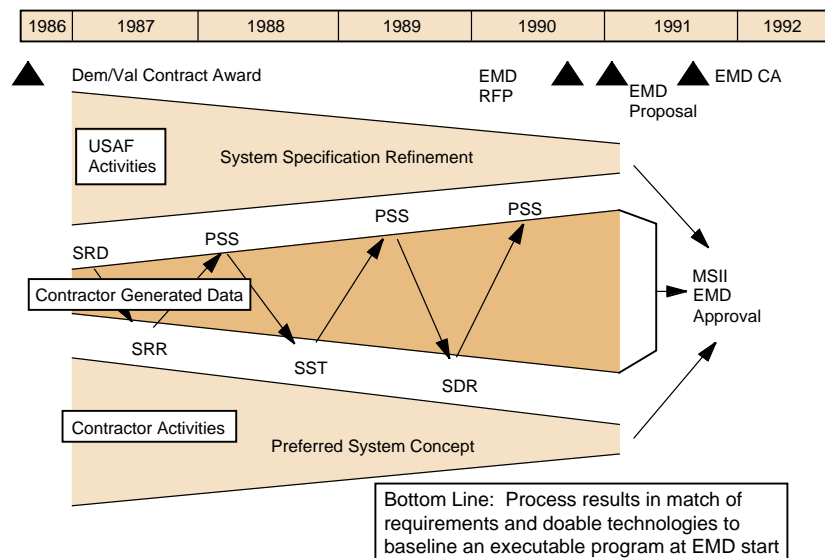 1986 1987 1988 1989 1990 1991 1992
Dem/Val Contract Award
EMD
RFP
EMD
Proposal
EMD CA
USAF
Activities
System Specification Refinement
PSS
PSS
PSS
SRD
Contractor Generated Data
MSII
EMD
Approval
SRR
SST
SDR
Contractor Activities
Preferred System Concept
Bottom Line: Process results in match of
requirements and doable technologies to
baseline an executable program at EMD start